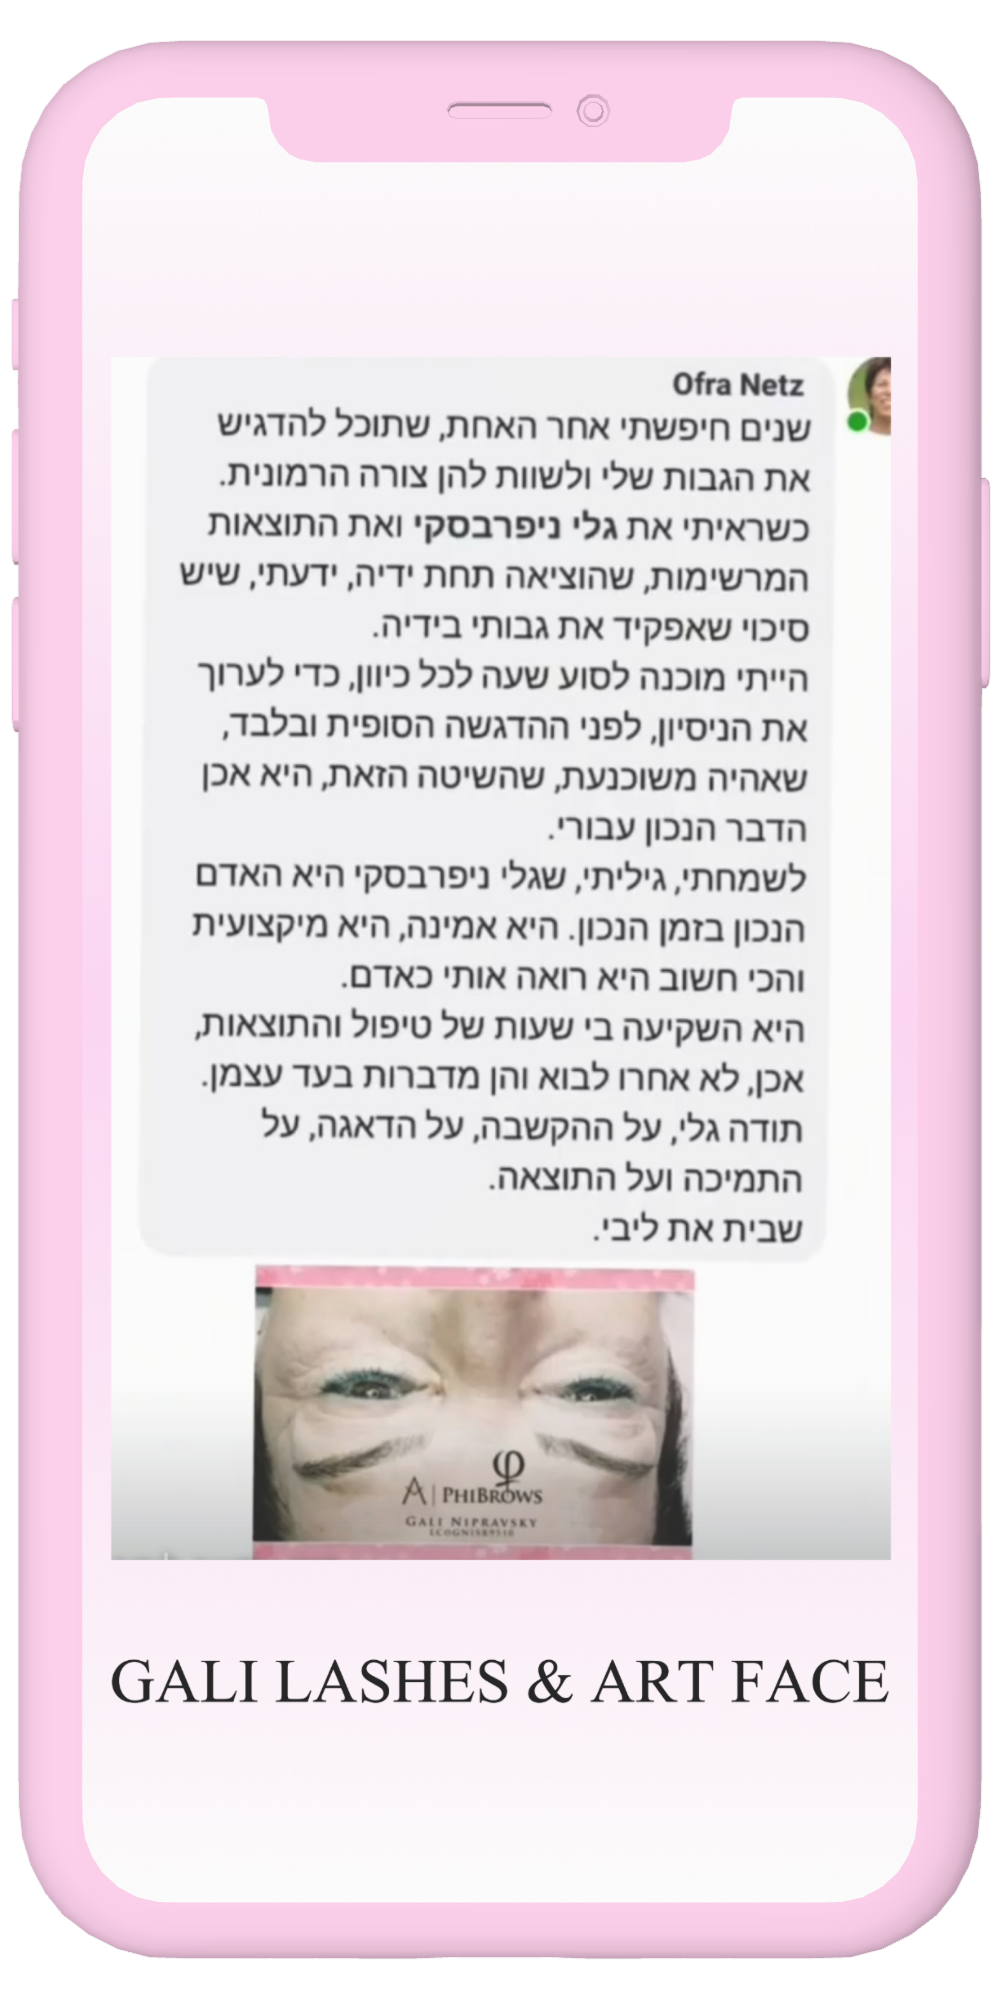 Ofra Netz
שנים חיפשתי אחר האחת, שתוכל להדגיש
את הגבות שלי ולשוות להן צורה הרמונית.
כשראיתי את גלי ניפרבסקי ואת התוצאות
המרשימות, שהוציאה תחת ידיה, ידעתי, שיש
סיכוי שאפקיד את גבותי בידיה.
הייתי מוכנה לסוע שעה לכל כיוון, כדי לערוך
את הניסיון, לפני ההדגשה הסופית ובלבד,
שאהיה משוכנעת, שהשיטה הזאת, היא אכן
הדבר הנכון עבורי.
לשמחתי, גיליתי, שגלי ניפרבסקי היא האדם
הנכון בזמן הנכון. היא אמינה, היא מיקצועית
והכי חשוב היא רואה אותי כאדם.
היא השקיעה בי שעות של טיפול והתוצאות,
אכן, לא אחרו לבוא והן מדברות בעד עצמן.
תודה גלי, על ההקשבה, על הדאגה, על
התמיכה ועל התוצאה.
שבית את ליבי.
A | PHIBROWS
GALI NIPRAVSKY
GALI LASHES & ART FACE